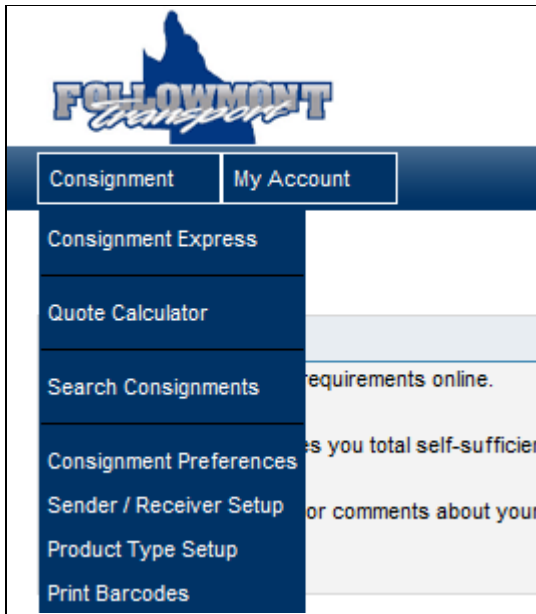 FOLLOWMONT
Transport
Consignment My Account
Consignment Express
Quote Calculator
Search Consignments
requirements online.
es you total self-sufficien
Consignment Preferences
Sender / Receiver Setup
or comments about your
Product Type Setup
Print Barcodes